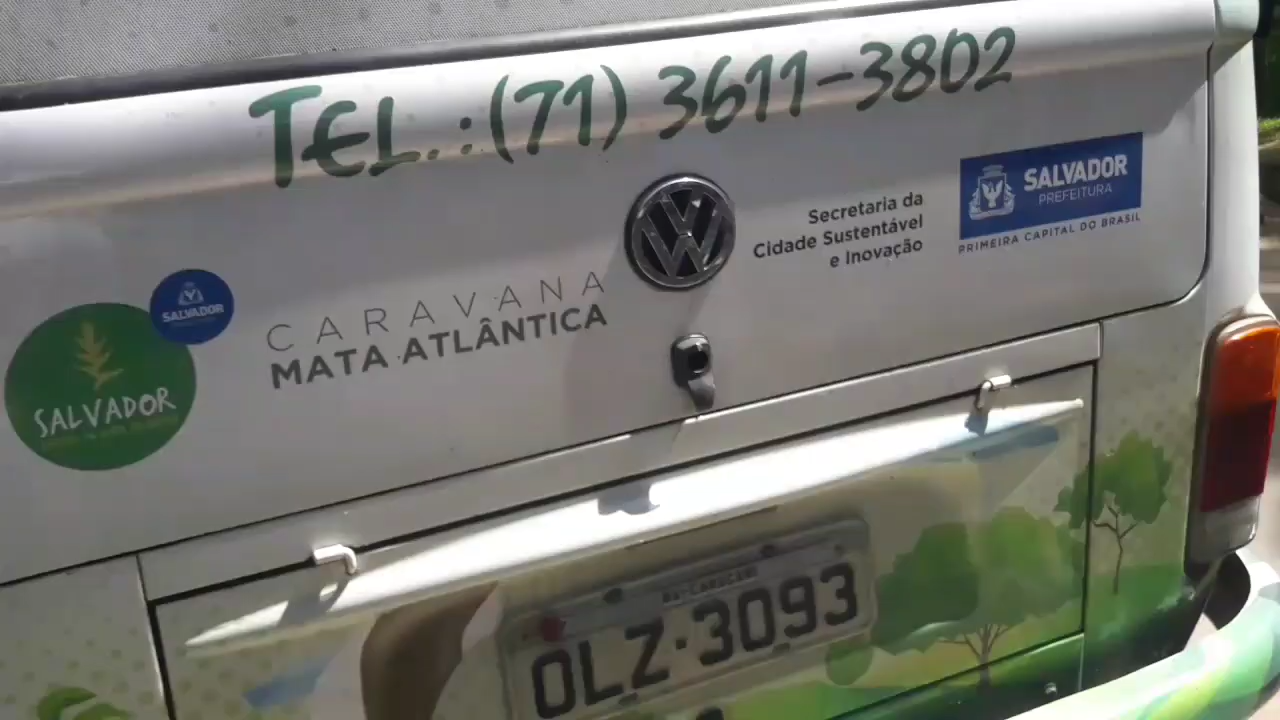 TEL.: (71) 3611-3802
SALVADOR
PREFEITURA
PRIMEIRA CAPITAL DO BRASIL
Secretaria da
Cidade Sustentável
e Inovação
CARAVANA
MATA ATLÂNTICA
SALVADOR
SALVADOR
OLZ·3093